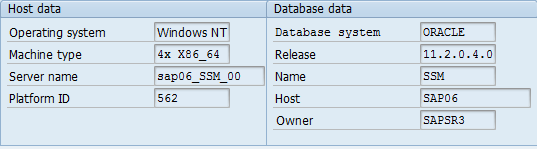 Host data
Operating system Windows NT
Machine type 4x X86_64
Server name sap06_SSM_00
Platform ID 562
Database data
Database system ORACLE
Release 11.2.0.4.0
Name SSM
Host SAP06
Owner SAPSR3